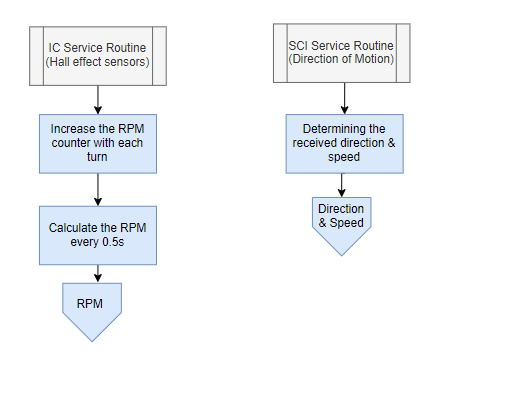 IC Service Routine
(Hall effect sensors)
Increase the RPM
counter with each
turn
Calculate the RPM
every 0.5s
RPM
SCI Service Routine
(Direction of Motion)
Determining the
received direction &
speed
Direction
& Speed